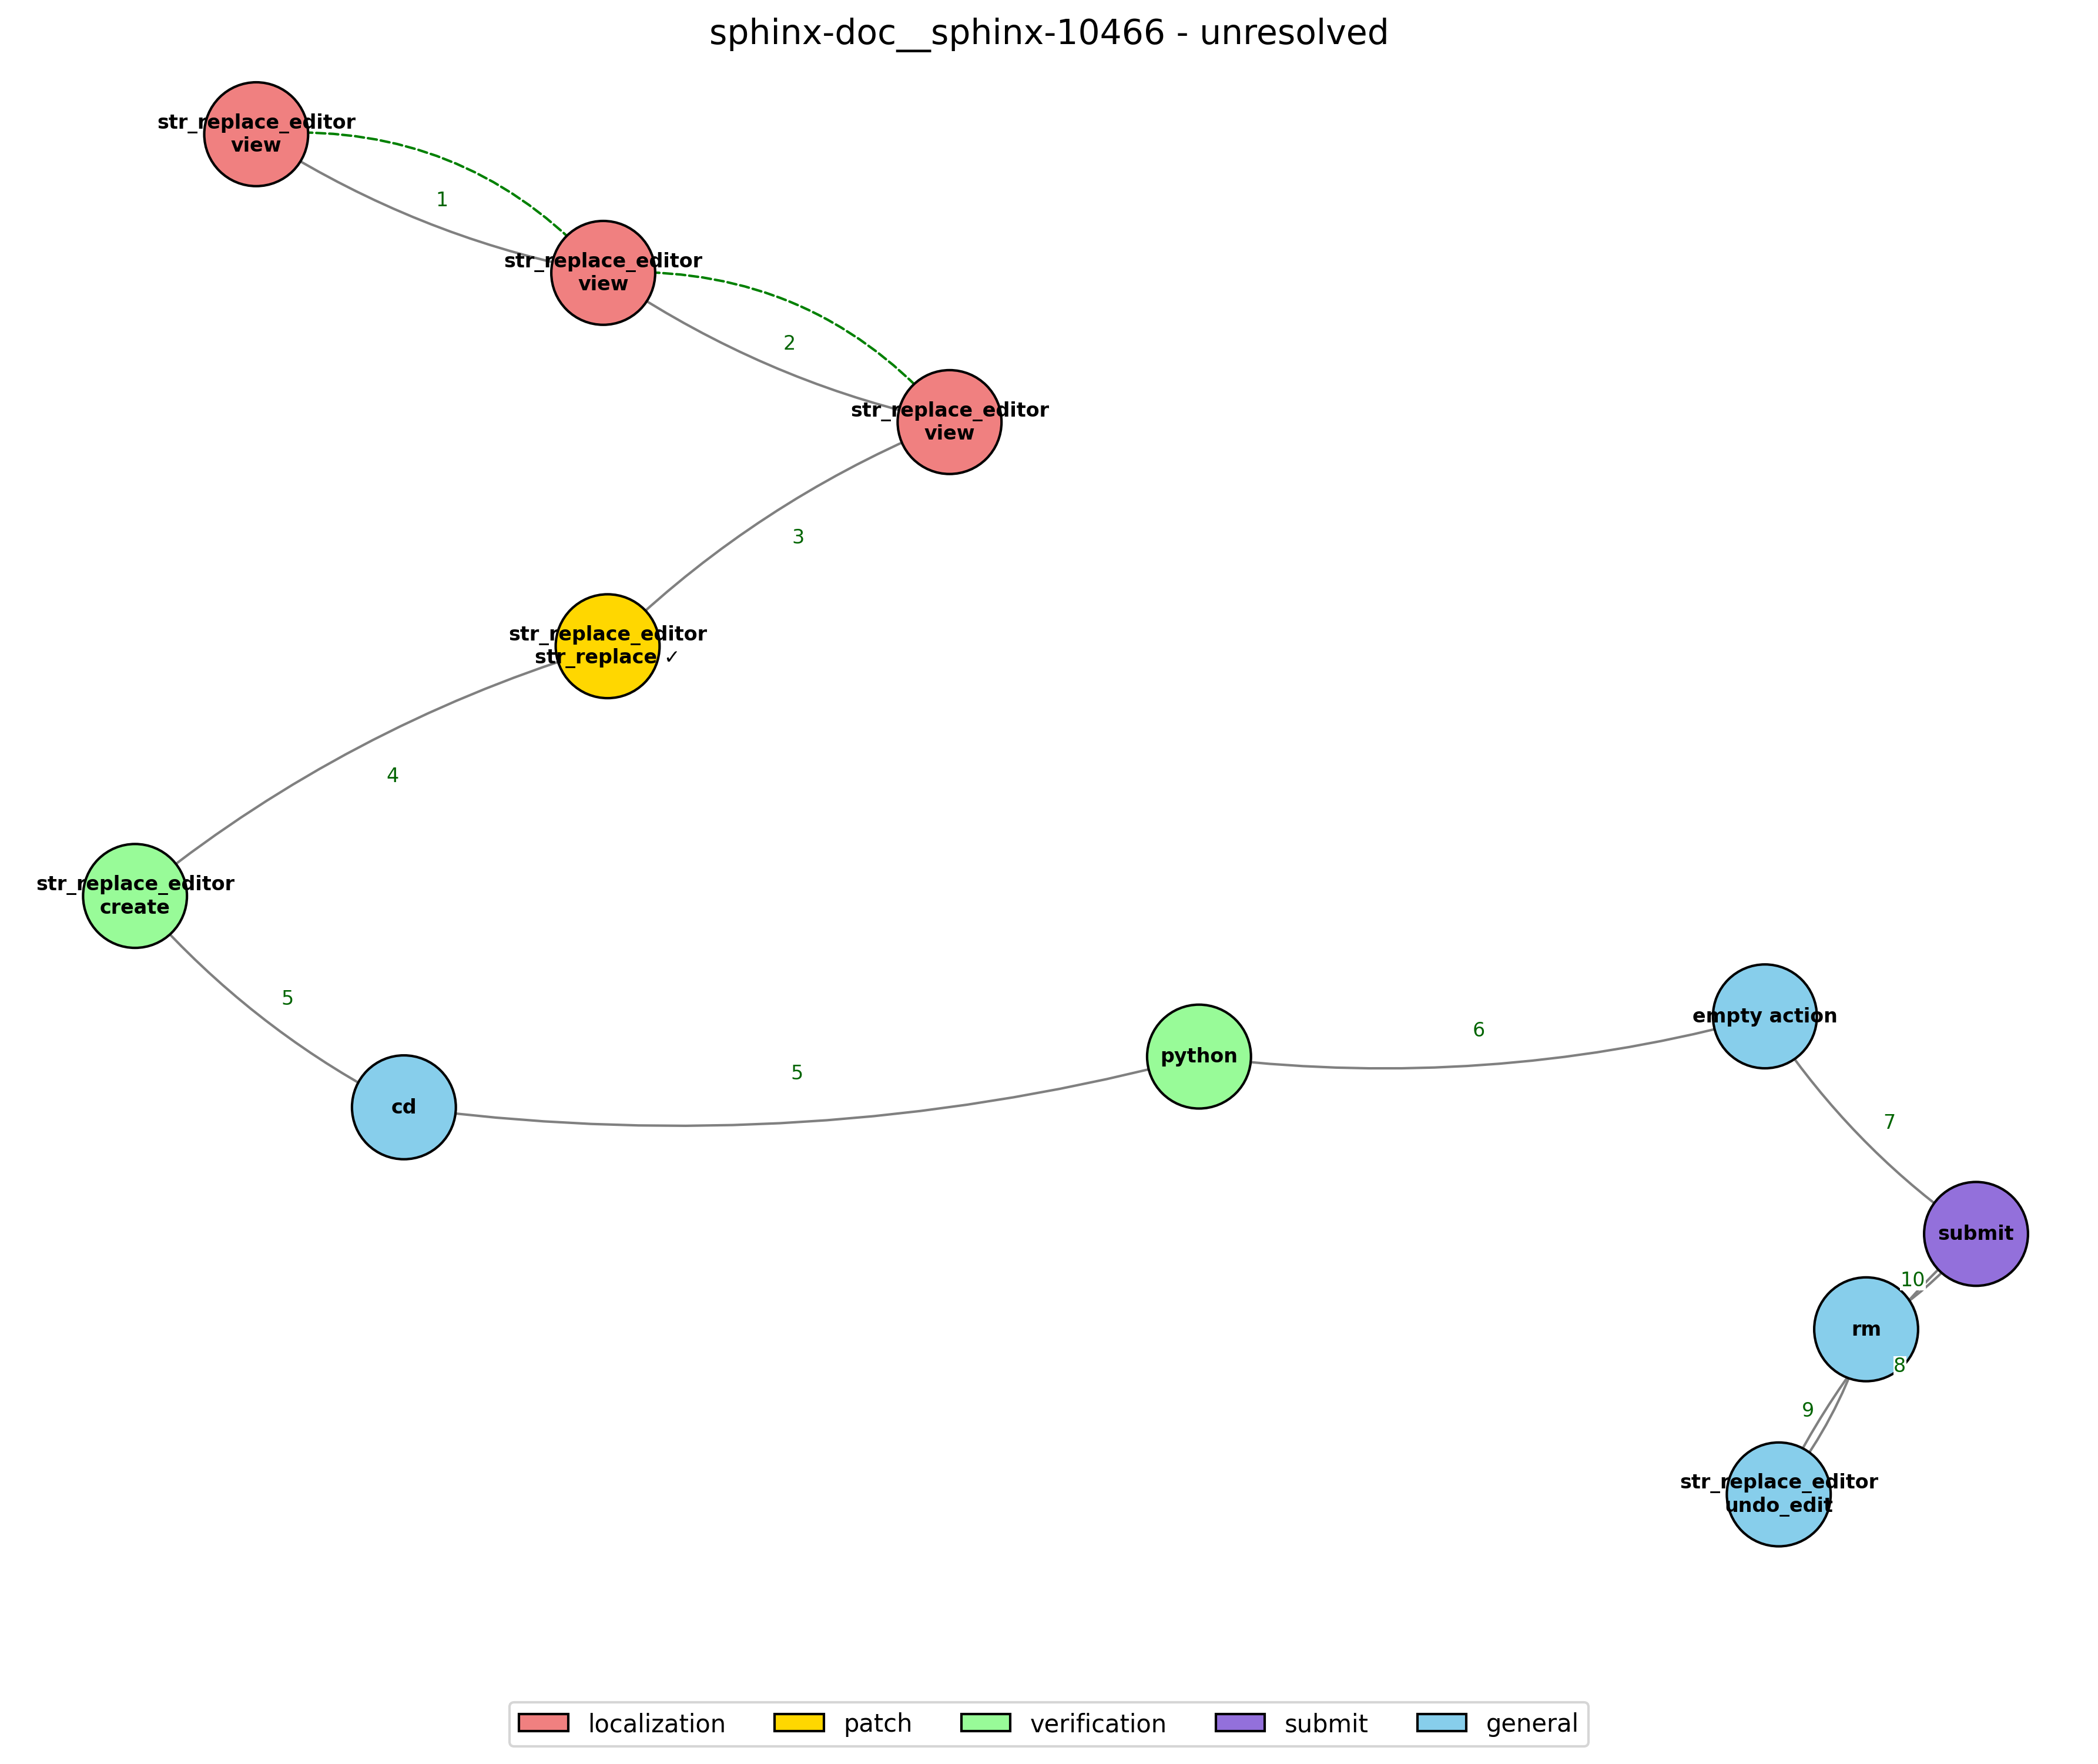 sphinx-doc__sphinx-10466 - unresolved
str_replace_editor
view
1
str_replace_editor
view
2
str_replace_editor
view
3
str_replace_editor
str_replace ✓
4
str_replace_editor
create
5
cd
5
python
6
empty action
7
submit
10
rm
8
9
str_replace_editor
undo_edit
localization
patch
verification
submit
general